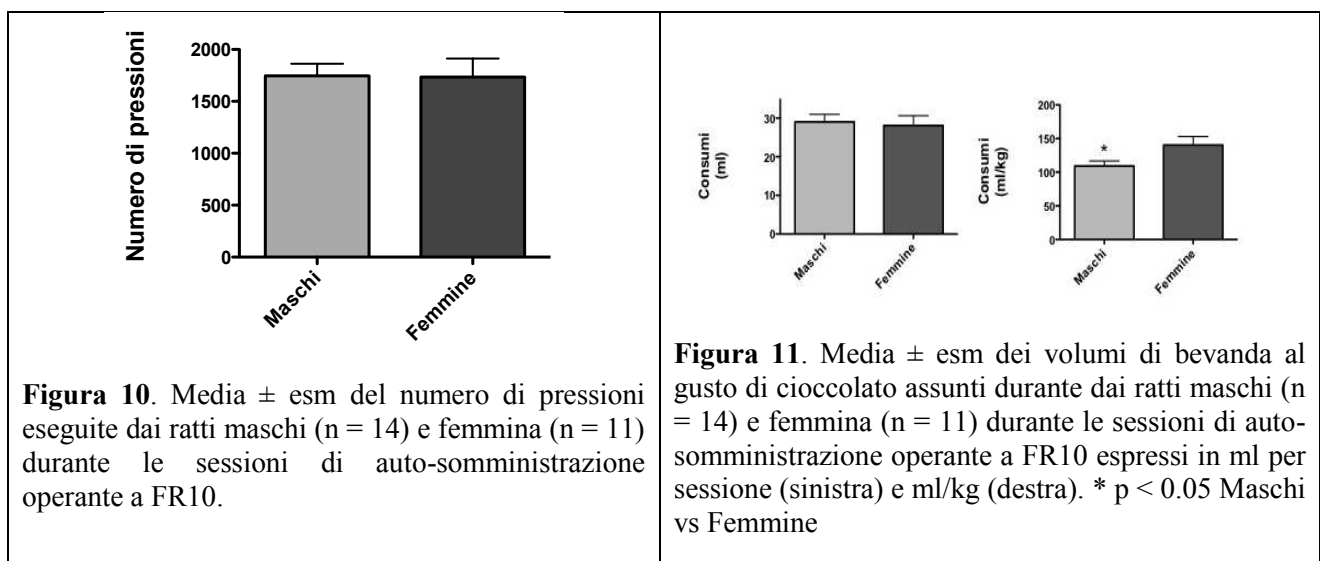 Numero di pressioni
2000
1500
1000
500
0
Maschi
Femmine
Figura 10. Media ± esm del numero di pressioni
eseguite dai ratti maschi (n = 14) e femmina (n = 11)
durante le sessioni di auto-somministrazione
operante a FR10.
Consumi
(ml)
30
20
10
0
Maschi
Femmine
Consumi
(ml/kg)
200
150
100
50
0
*
Maschi
Femmine
Figura 11. Media ± esm dei volumi di bevanda al
gusto di cioccolato assunti durante dai ratti maschi (n
= 14) e femmina (n = 11) durante le sessioni di auto-
somministrazione operante a FR10 espressi in ml per
sessione (sinistra) e ml/kg (destra). * p < 0.05 Maschi
vs Femmine